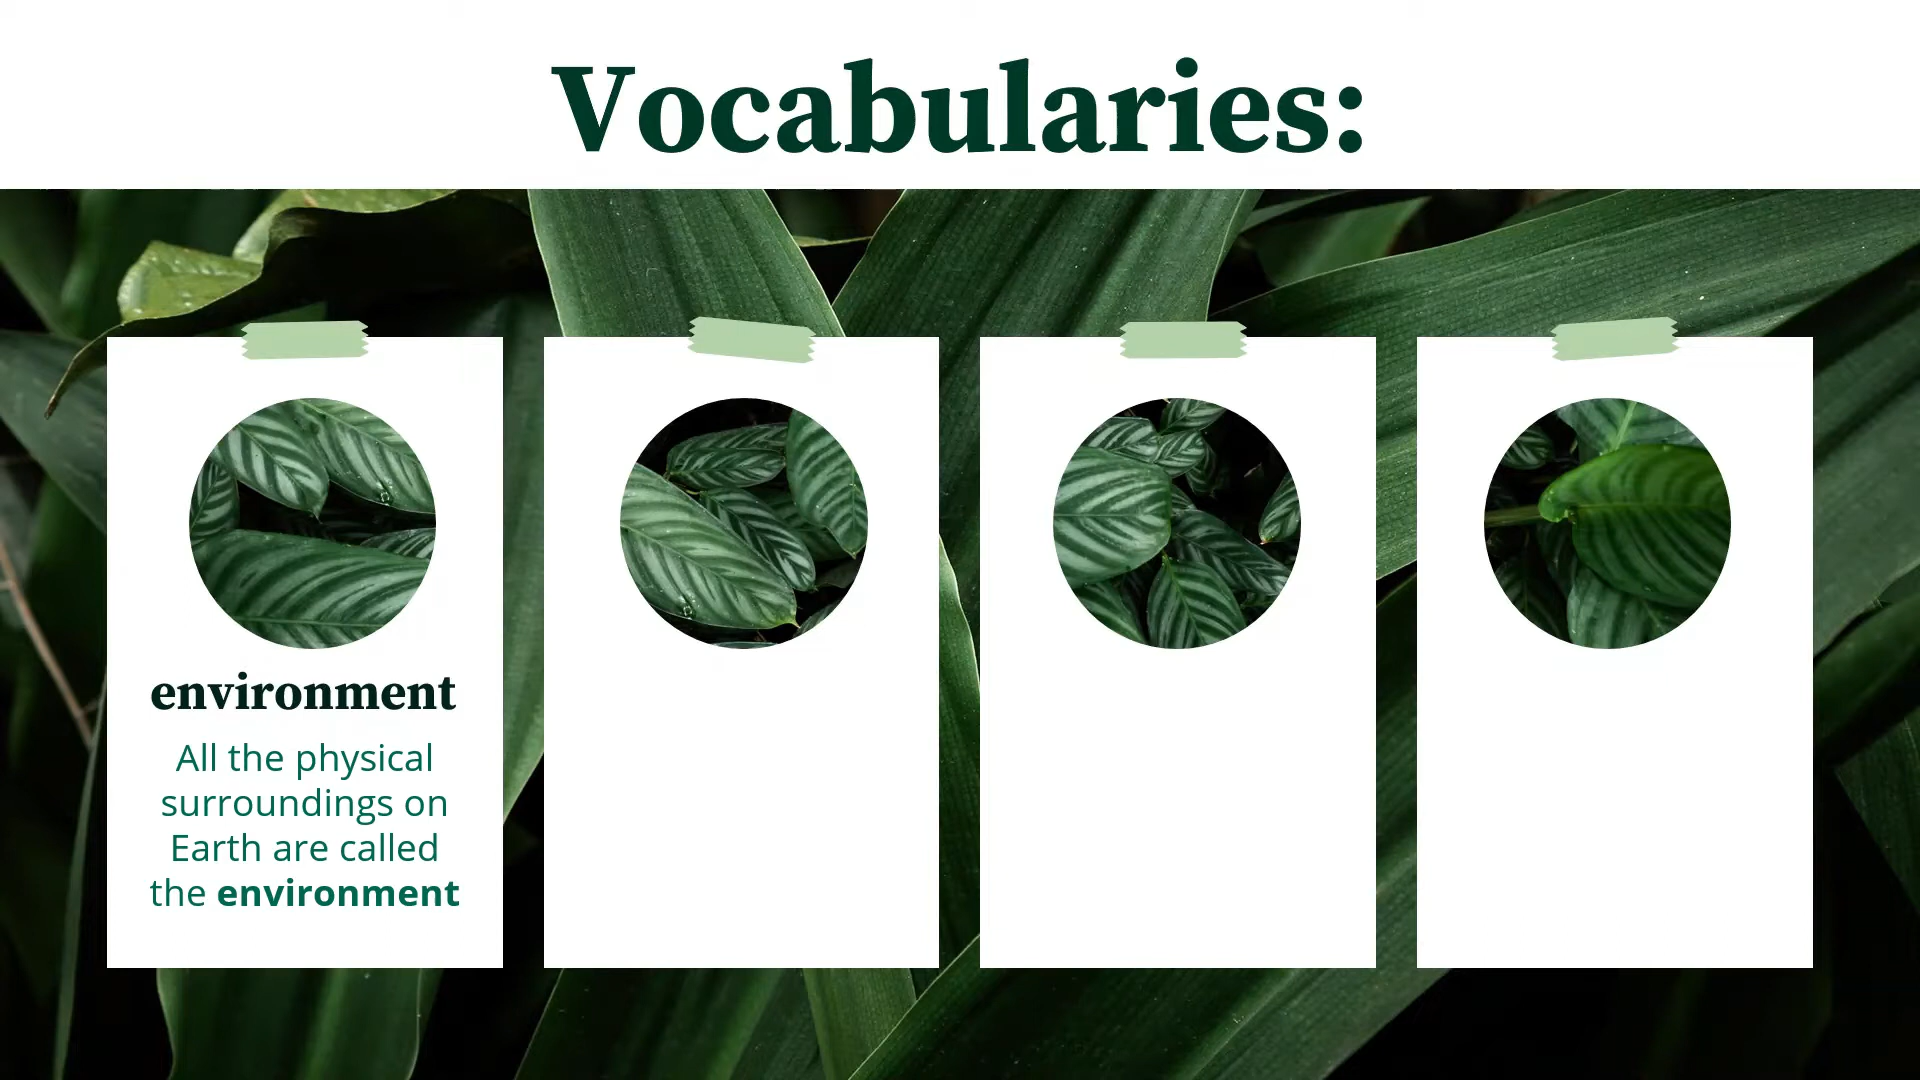 Vocabularies:
environment
All the physical
surroundings on
Earth are called
the environment